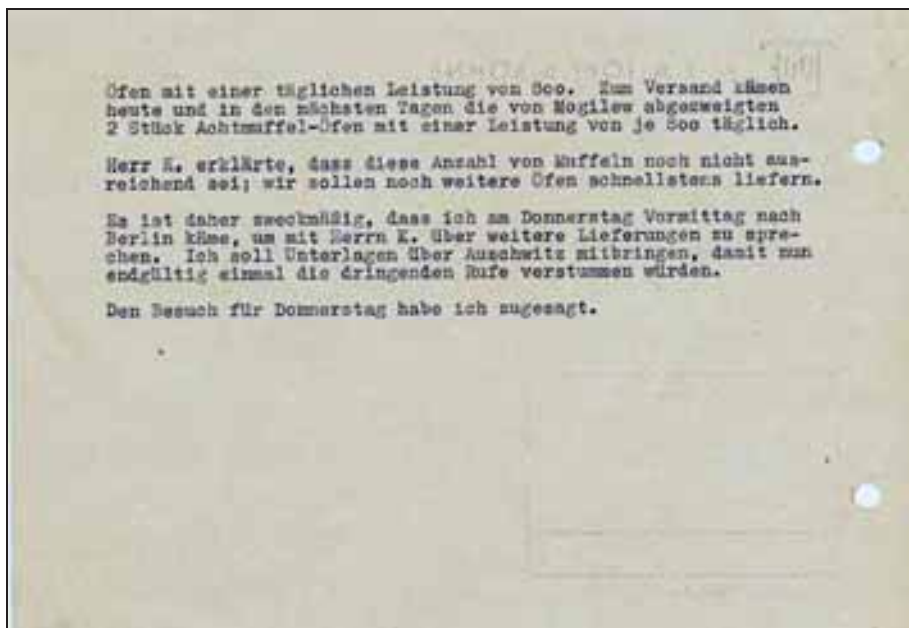 Öfen mit einer täglichen Leistung von 8oo. Zum Versand kämen
heute und in den nächsten Tagen die von Mogilew abgezweigten
2 Stück Achtmuffel-Öfen mit einer Leistung von je 8oo täglich.
Herr K. erklärte, dass diese Anzahl von Muffeln noch nicht aus-
reichend sei; wir sollen noch weitere Öfen schnellstens liefern.
Es ist daher zweckmäßig, dass ich am Donnerstag Vormittag nach
Berlin käme, um mit Herrn K. über weitere Lieferungen zu spre-
chen. Ich soll Unterlagen über Auschwitz mitbringen, damit nun
endgültig einmal die dringenden Rufe verstummen würden.
Den Besuch für Donnerstag habe ich zugesagt.